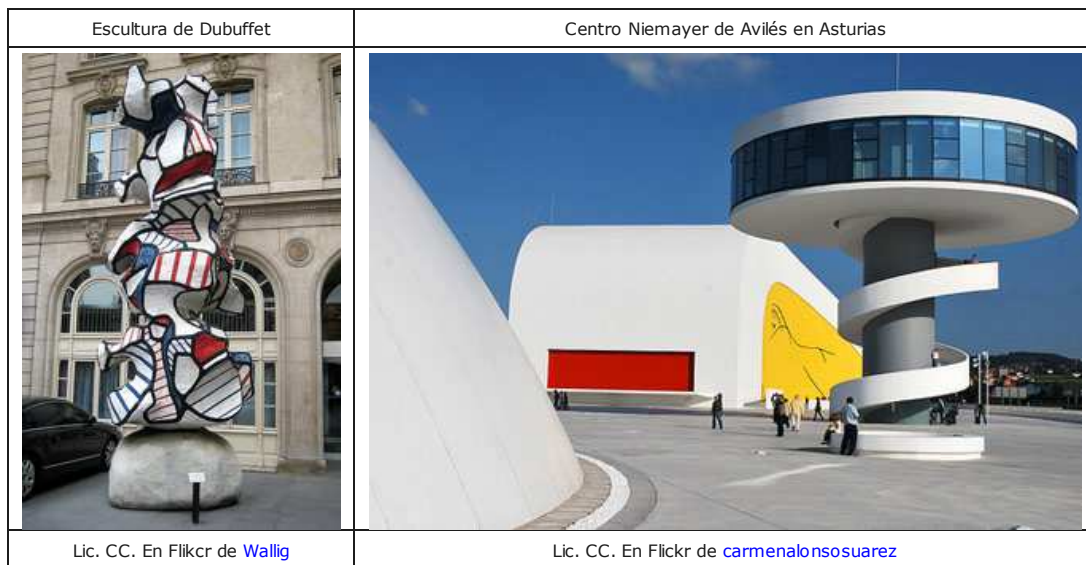 Escultura de Dubuffet
Centro Niemayer de Avilés en Asturias
Lic. CC. En Flikcr de Wallig
Lic. CC. En Flickr de carmenalonsosuarez